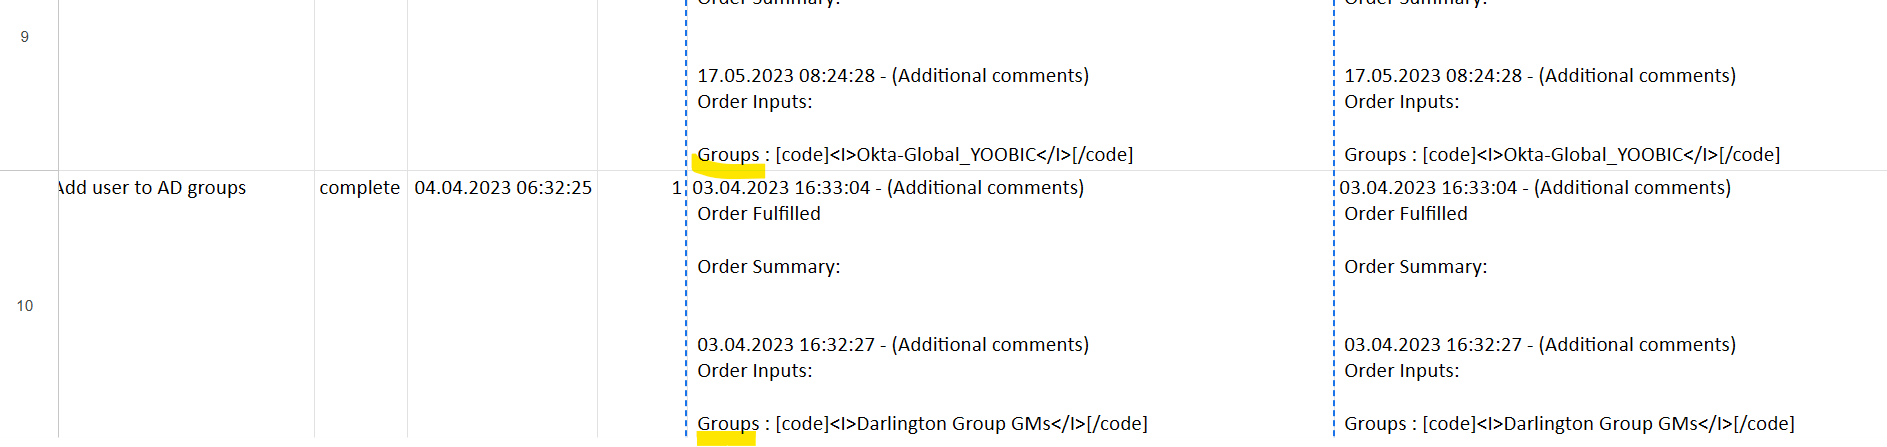 Order Summary: Order Summary:
9
17.05.2023 08:24:28 - (Additional comments) 17.05.2023 08:24:28 - (Additional comments)
Order Inputs: Order Inputs:
Groups : [code]<I>Okta-Global_YOOBIC</I>[/code] Groups : [code]<I>Okta-Global_YOOBIC</I>[/code]
Add user to AD groups complete 04.04.2023 06:32:25 1 03.04.2023 16:33:04 - (Additional comments) 03.04.2023 16:33:04 - (Additional comments)
Order Fulfilled Order Fulfilled
Order Summary: Order Summary:
10
03.04.2023 16:32:27 - (Additional comments) 03.04.2023 16:32:27 - (Additional comments)
Order Inputs: Order Inputs:
Groups : [code]<I>Darlington Group GMs</I>[/code] Groups : [code]<I>Darlington Group GMs</I>[/code]